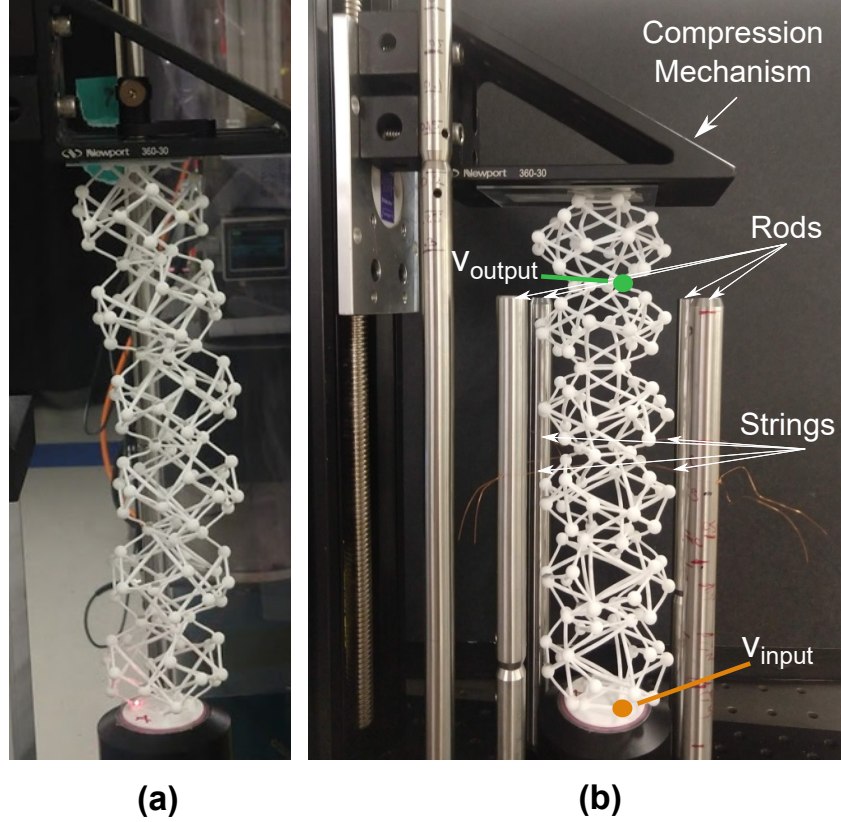 Newport 360-30
(a)
Compression
Mechanism
Newport 360-30
Rods
Voutput
Strings
Vinput
(b)